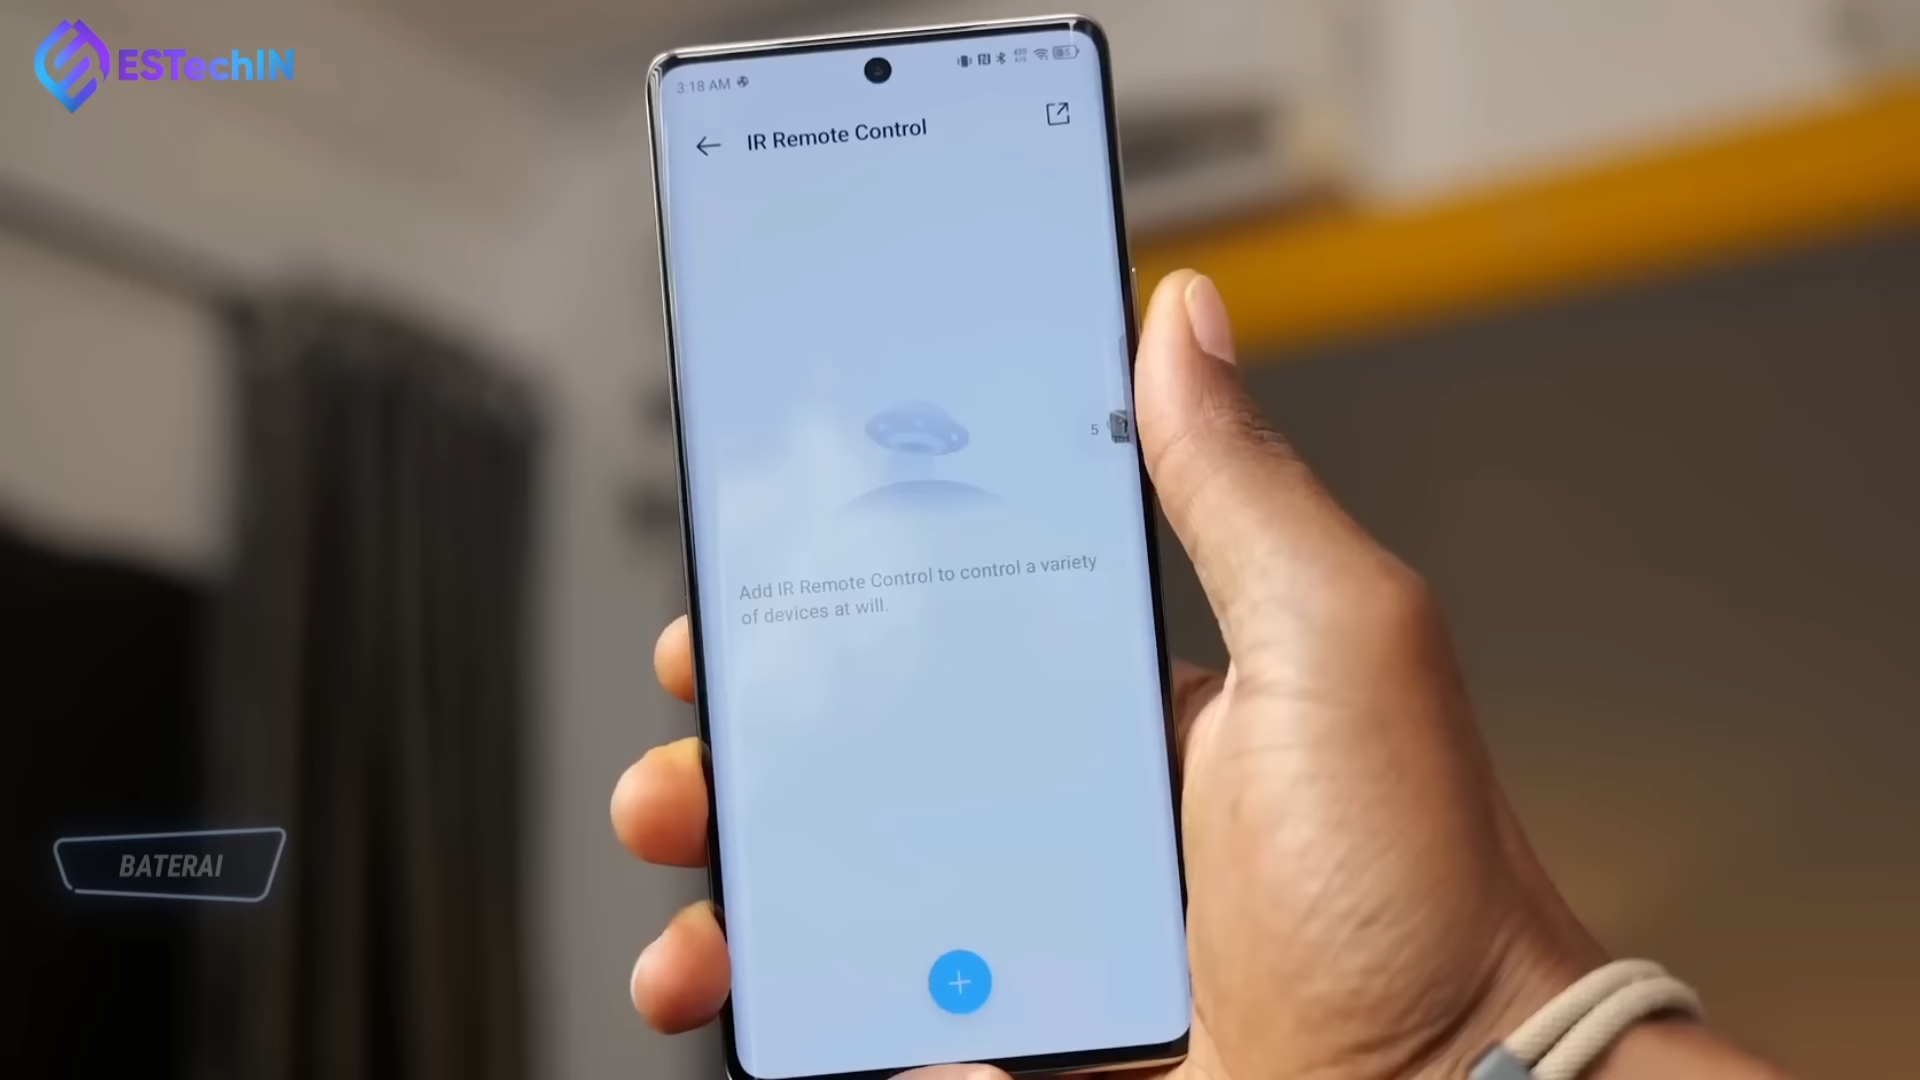 ESTechIN
3:18 AM
IR Remote Control
5
Add IR Remote Control to control a variety
of devices at will.
BATERAI